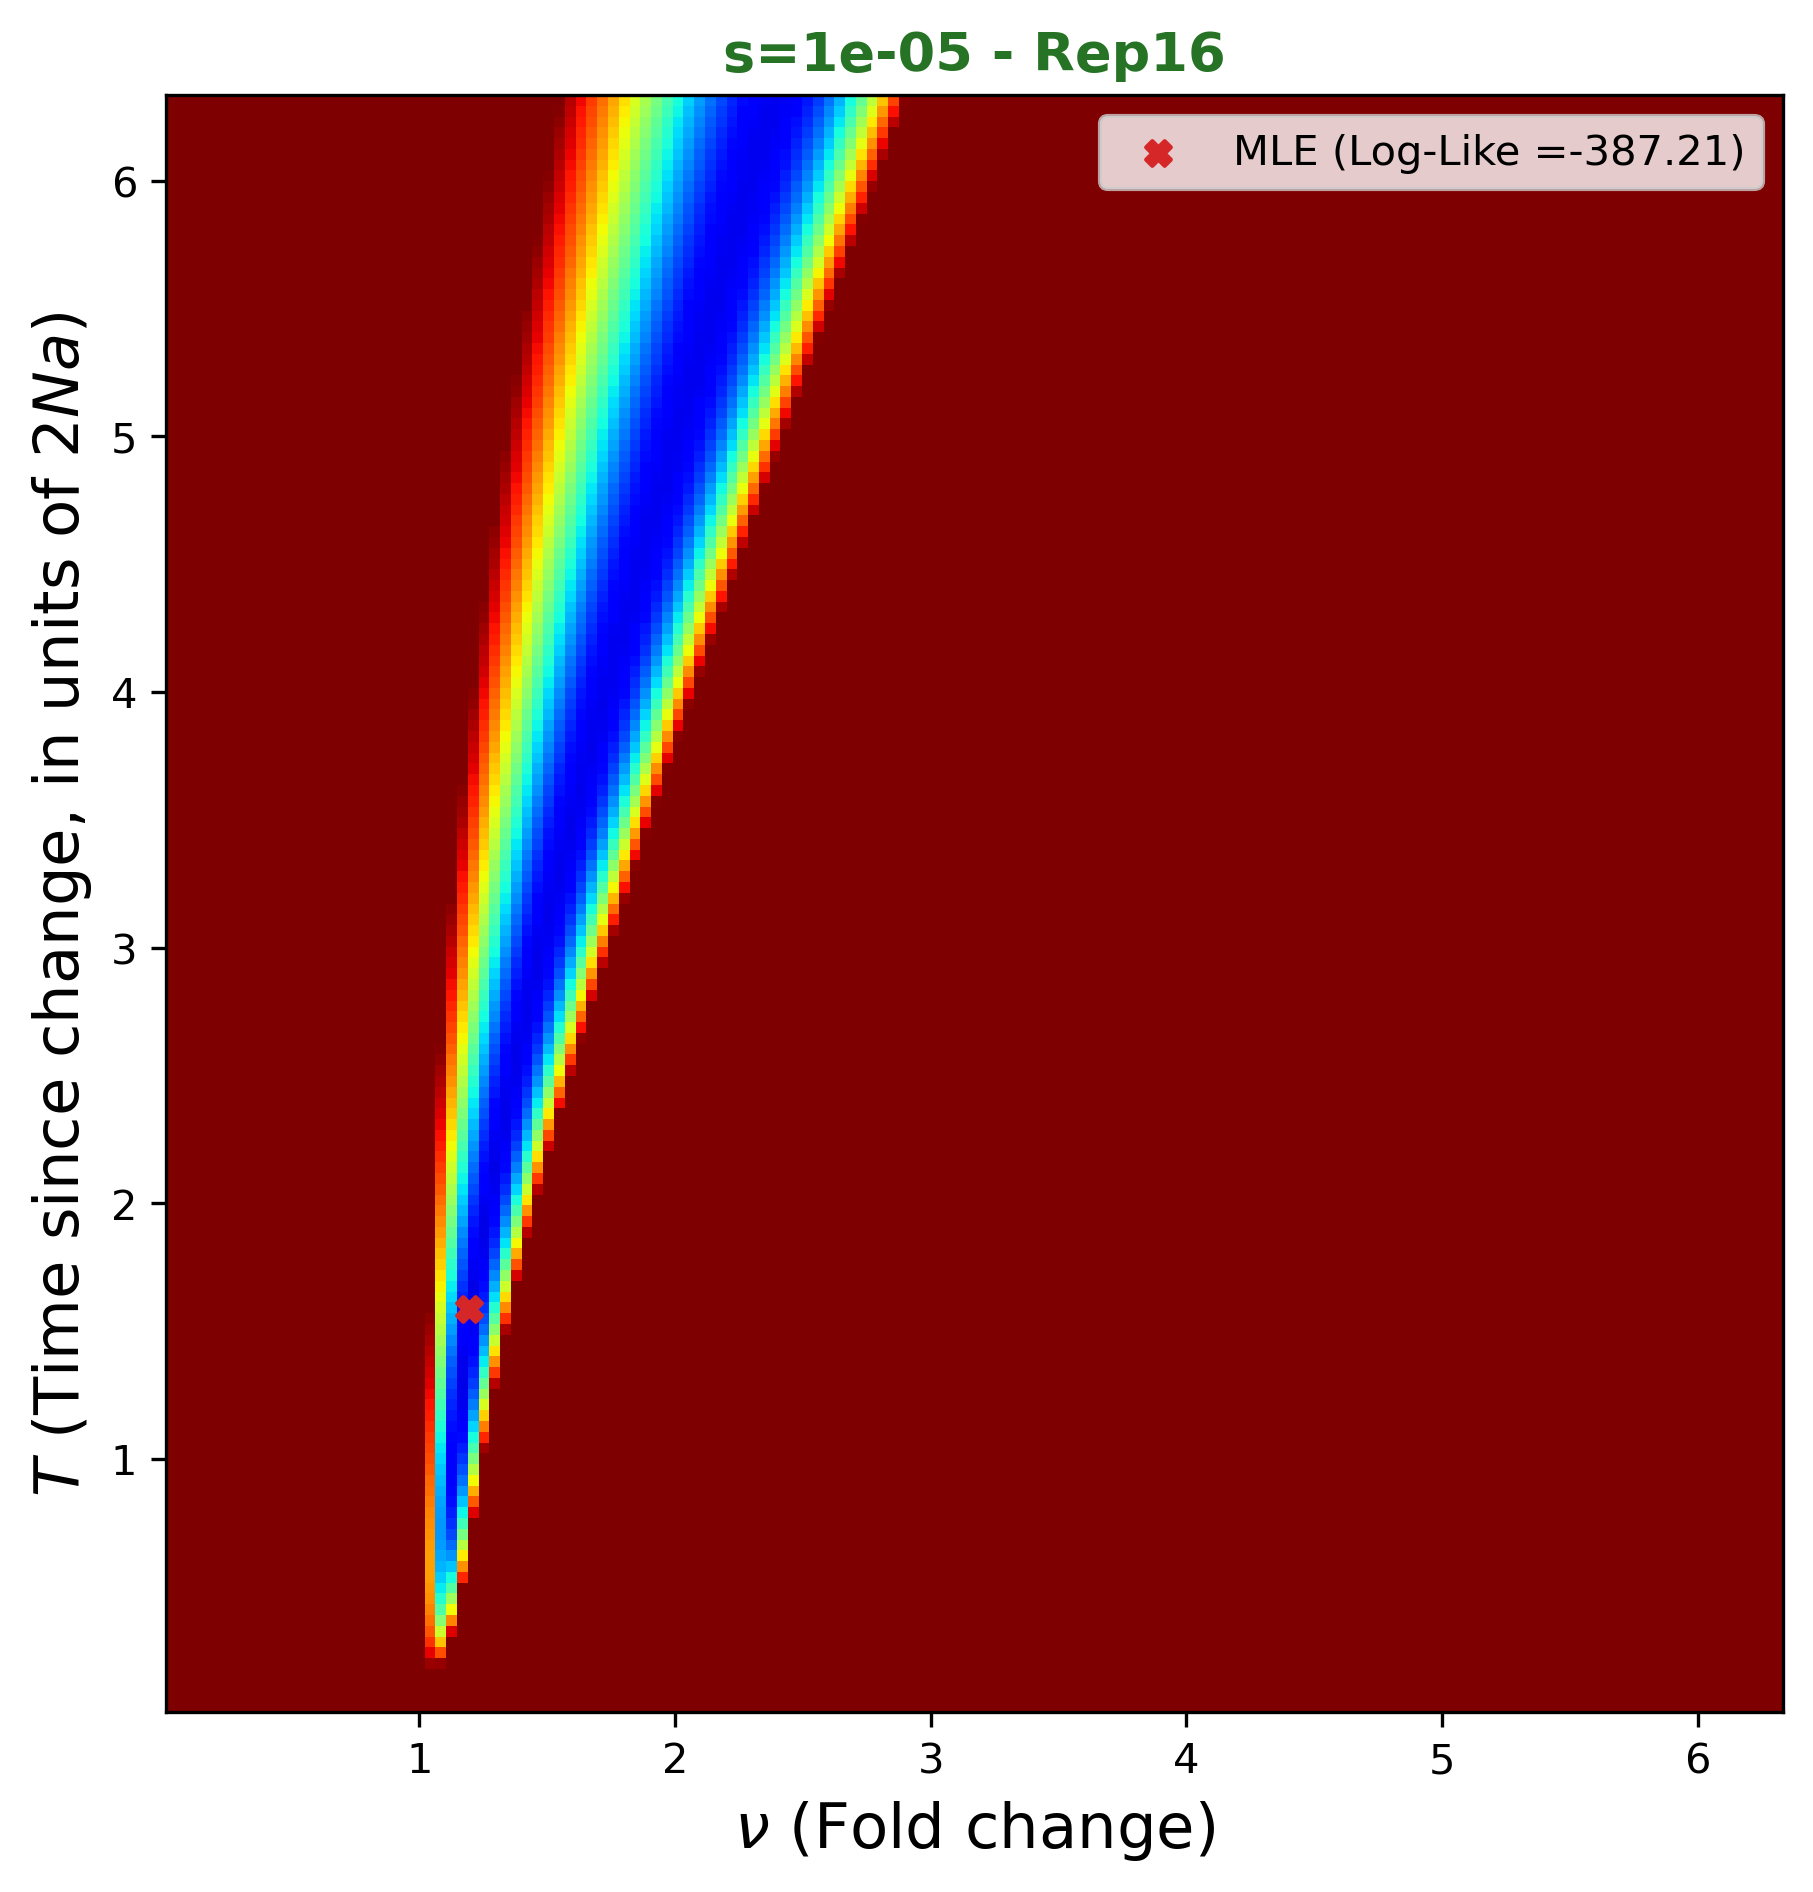 s=1e-05 - Rep16
MLE (Log-Like =-387.21)
T (Time since change, in units of 2Na)
6
5
4
3
2
1
1 2 3 4 5 6
ν (Fold change)